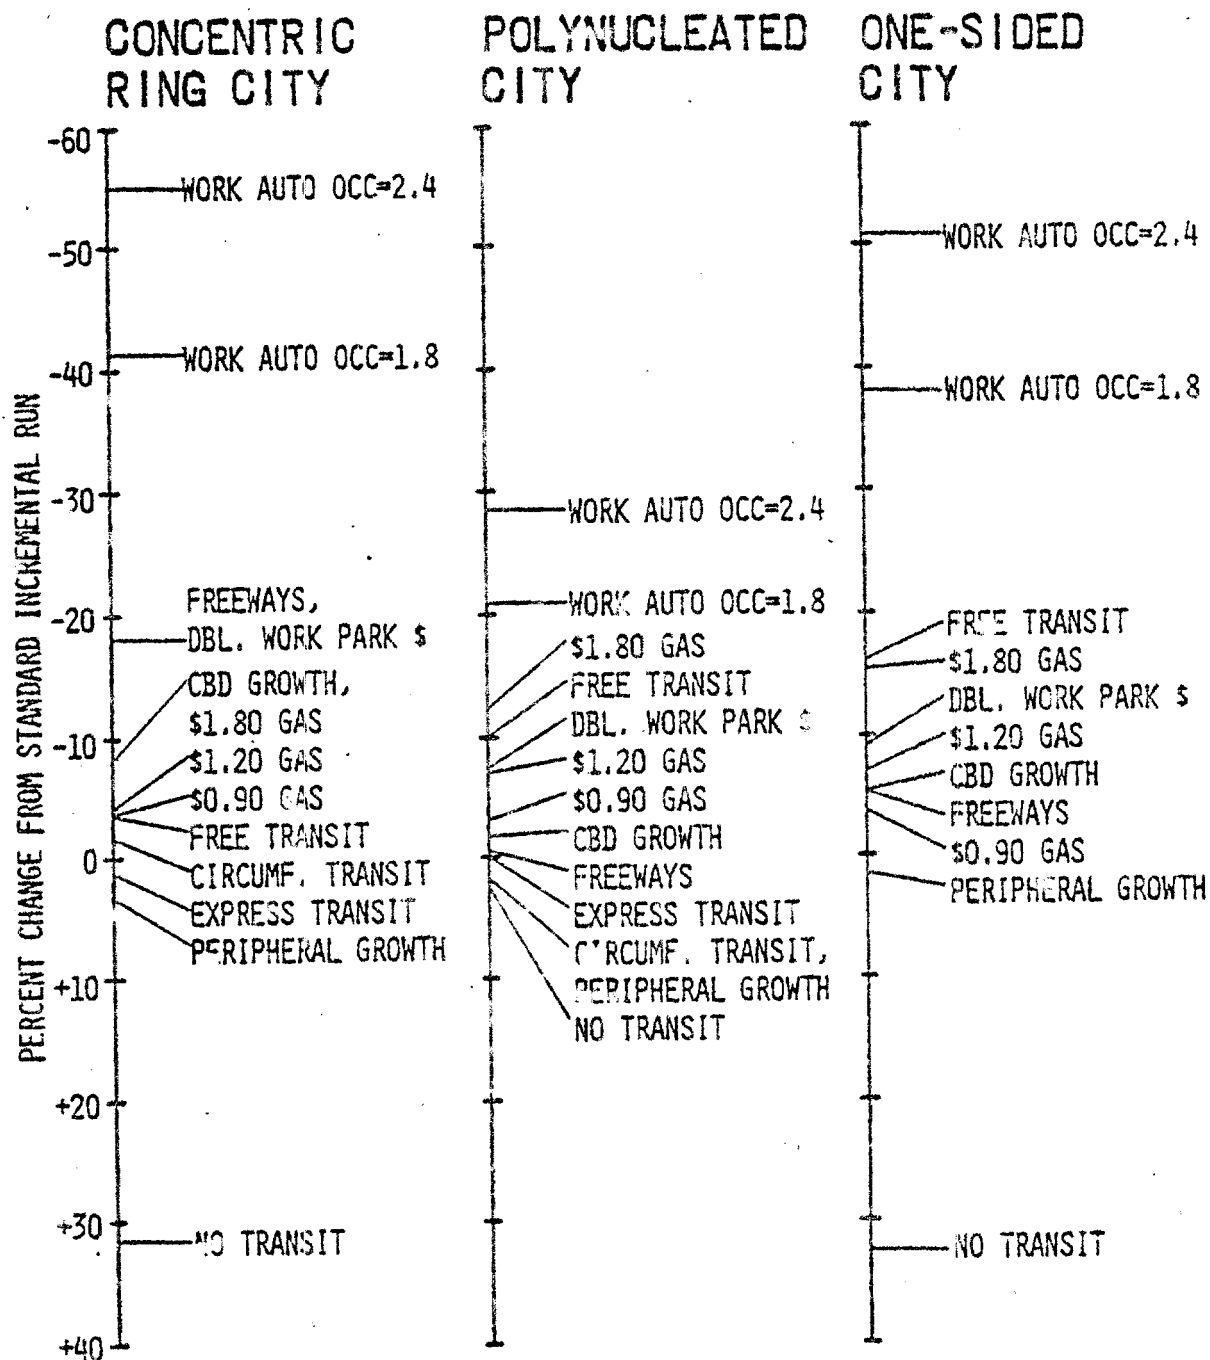 CONCENTRIC
RING CITY
POLYNUCLEATED
CITY
ONE-SIDED
CITY
PERCENT CHANGE FROM STANDARD INCREMENTAL RUN
-60
-50
-40
-30
-20
-10
0
+10
+20
+30
+40
WORK AUTO OCC=2.4
WORK AUTO OCC=1.8
FREEWAYS,
DBL. WORK PARK $
CBD GROWTH,
$1.80 GAS
$1.20 GAS
$0.90 GAS
FREE TRANSIT
CIRCUMF. TRANSIT
EXPRESS TRANSIT
PERIPHERAL GROWTH
NO TRANSIT
WORK AUTO OCC=2.4
WORK AUTO OCC=1.8
$1.80 GAS
FREE TRANSIT
DBL. WORK PARK $
$1.20 GAS
$0.90 GAS
CBD GROWTH
FREEWAYS
EXPRESS TRANSIT
CIRCUMF. TRANSIT,
PERIPHERAL GROWTH
NO TRANSIT
WORK AUTO OCC=2.4
WORK AUTO OCC=1.8
FREE TRANSIT
$1.80 GAS
DBL. WORK PARK $
$1.20 GAS
CBD GROWTH
FREEWAYS
$0.90 GAS
PERIPHERAL GROWTH
NO TRANSIT